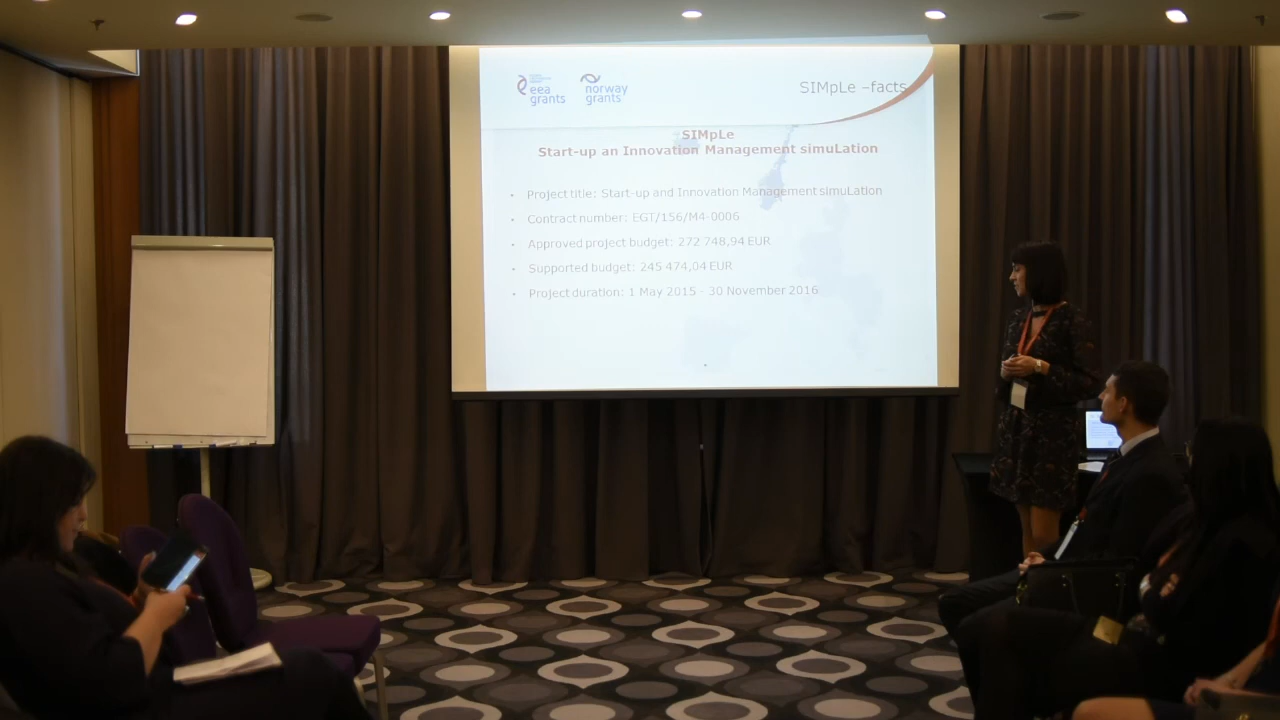 eea
grants
norway
grants
SIMpLe –facts
SIMpLe
Start-up an Innovation Management simuLation
• Project title: Start-up and Innovation Management simuLation
• Contract number: EGT/156/M4-0006
• Approved project budget: 272 748,94 EUR
• Supported budget: 245 474,04 EUR
• Project duration: 1 May 2015 - 30 November 2016